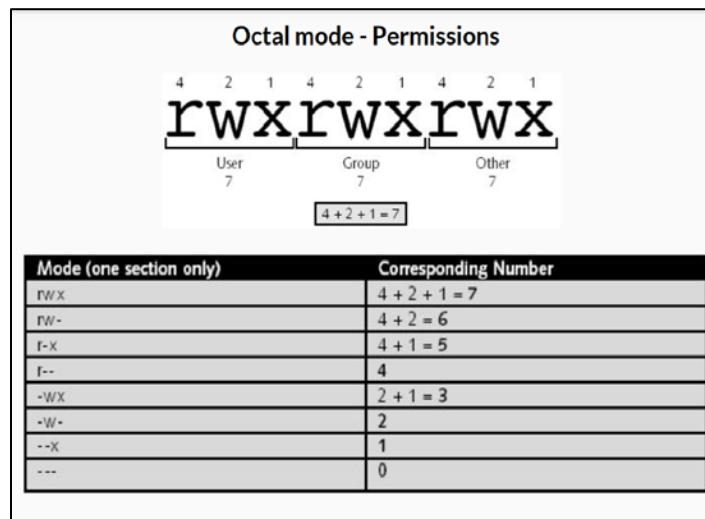 Octal mode - Permissions
4 2 1 4 2 1 4 2 1
rwxrwxrwx
User Group Other
7 7 7
4 + 2 + 1 = 7
Mode (one section only) Corresponding Number
rwx 4 + 2 + 1 = 7
rw- 4 + 2 = 6
r-x 4 + 1 = 5
r-- 4
-wx 2 + 1 = 3
-w- 2
--x 1
--- 0